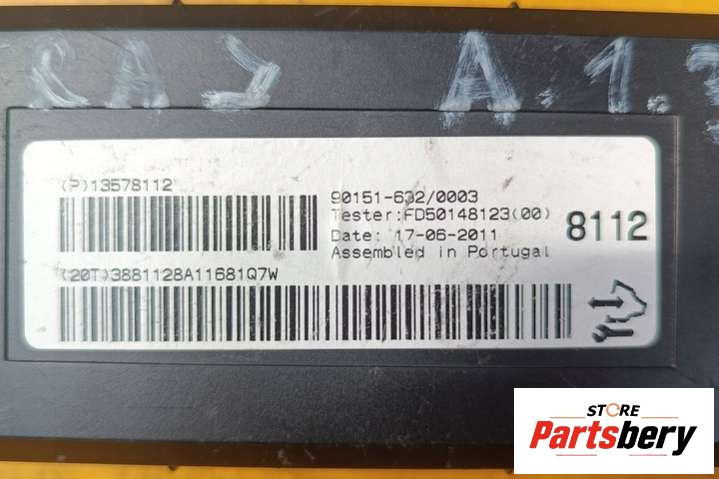 A.1.
(P)13578112
90151-632/0003
Tester:FD50148123(00)
8112
Date: 17-06-2011
Assembled in Portugal
(20T)3881128A11681Q7W
STORE
Partsbery